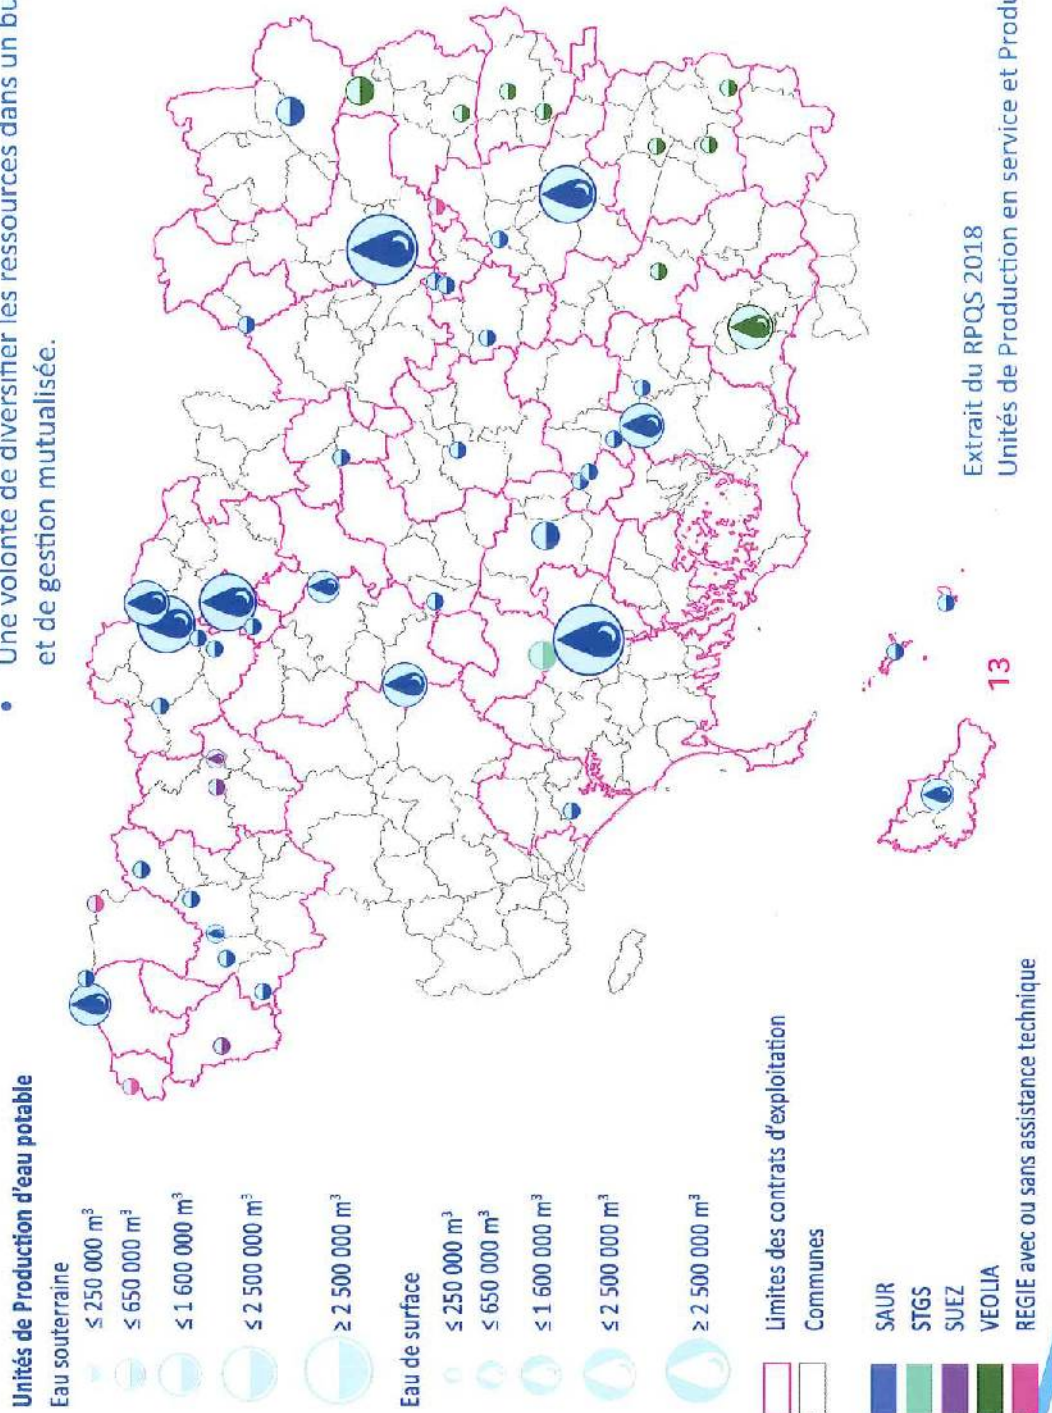 • Une volonté de diversifier les ressources dans un bu
et de gestion mutualisée.
Unités de Production d'eau potable
Eau souterraine
≤ 250 000 m³
≤ 650 000 m³
≤ 1 600 000 m³
≤ 2 500 000 m³
≥ 2 500 000 m³
Eau de surface
≤ 250 000 m³
≤ 650 000 m³
≤ 1 600 000 m³
≤ 2 500 000 m³
≥ 2 500 000 m³
Limites des contrats d'exploitation
Communes
SAUR
STGS
SUEZ
VEOLIA
REGIE avec ou sans assistance technique
13
Extrait du RPQS 2018
Unités de Production en service et Produ